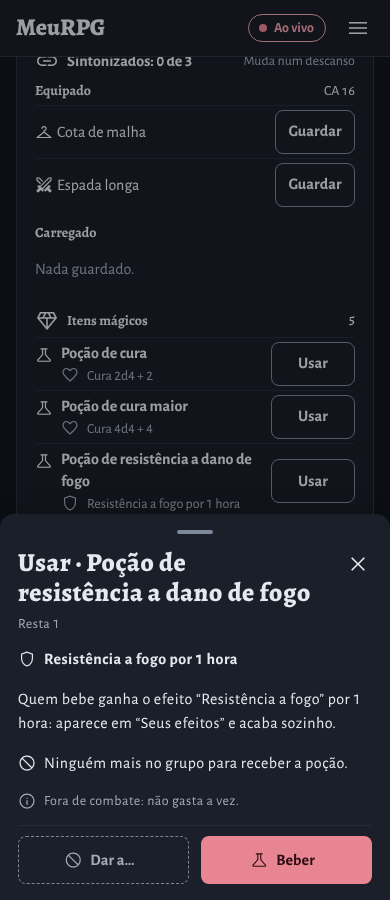 MeuRPG
Ao vivo
Sintonizados: 0 de 3
Muda num descanso
Equipado
CA 16
Cota de malha
Guardar
Espada longa
Guardar
Carregado
Nada guardado.
Itens mágicos
5
Poção de cura
Cura 2d4 + 2
Usar
Poção de cura maior
Cura 4d4 + 4
Usar
Poção de resistência a dano de
fogo
Resistência a fogo por 1 hora
Usar
Usar · Poção de
resistência a dano de fogo
Resta 1
Resistência a fogo por 1 hora
Quem bebe ganha o efeito “Resistência a fogo” por 1
hora: aparece em “Seus efeitos” e acaba sozinho.
Ninguém mais no grupo para receber a poção.
Fora de combate: não gasta a vez.
Dar a...
Beber